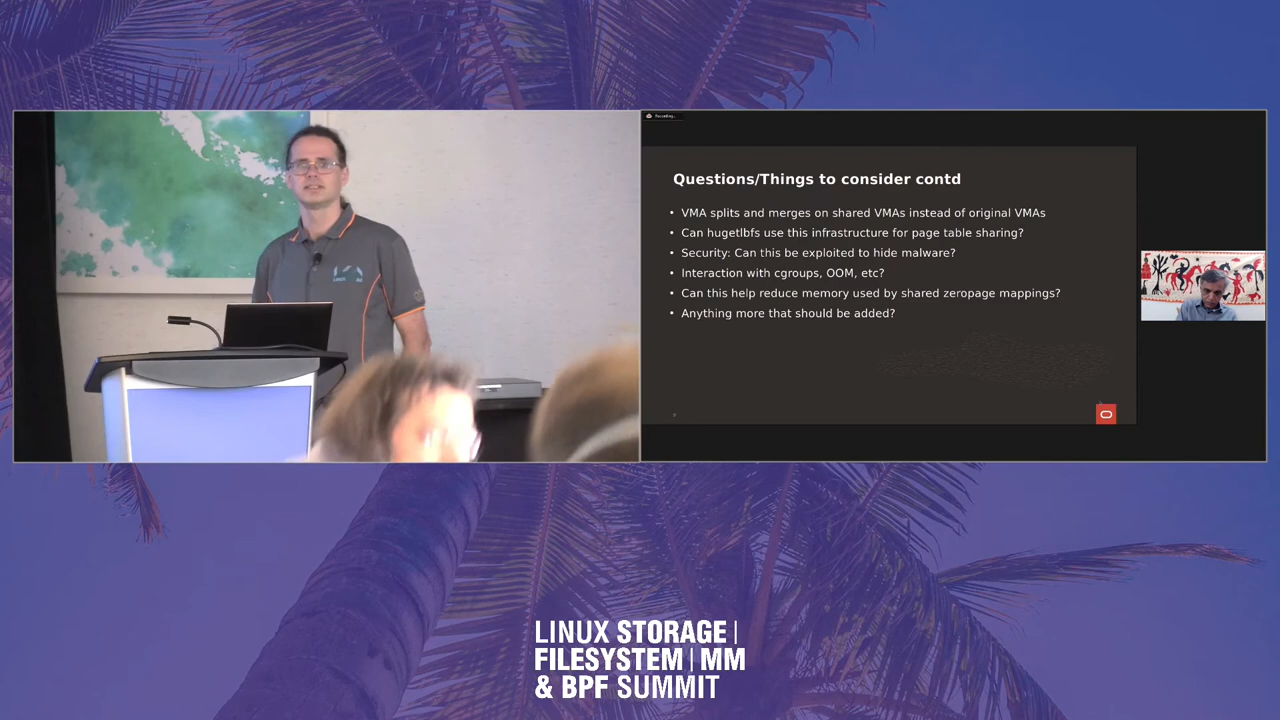 Recording...
Questions/Things to consider contd
• VMA splits and merges on shared VMAs instead of original VMAs
• Can hugetlbfs use this infrastructure for page table sharing?
• Security: Can this be exploited to hide malware?
• Interaction with cgroups, OOM, etc?
• Can this help reduce memory used by shared zeropage mappings?
• Anything more that should be added?
LINUX
LINUX STORAGE |
FILESYSTEM | MM
& BPF SUMMIT